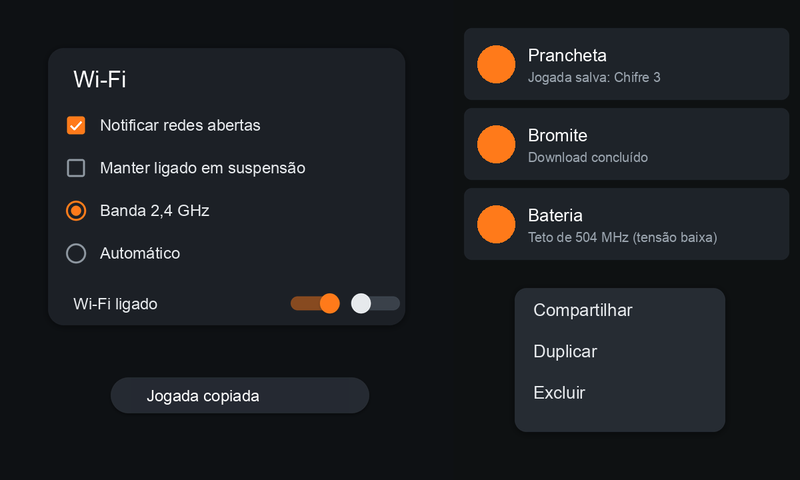 Wi-Fi
Notificar redes abertas
Manter ligado em suspensão
Banda 2,4 GHz
Automático
Wi-Fi ligado
Jogada copiada
Prancheta
Jogada salva: Chifre 3
Bromite
Download concluído
Bateria
Teto de 504 MHz (tensão baixa)
Compartilhar
Duplicar
Excluir